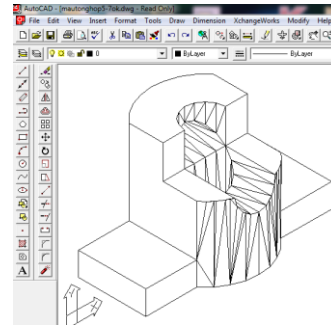 AutoCAD - [mautonghop5-7ok.dwg - Read Only]
File Edit View Insert Format Tools Draw Dimension XchangeWorks Modify Help
0 ByLayer ByLayer
A